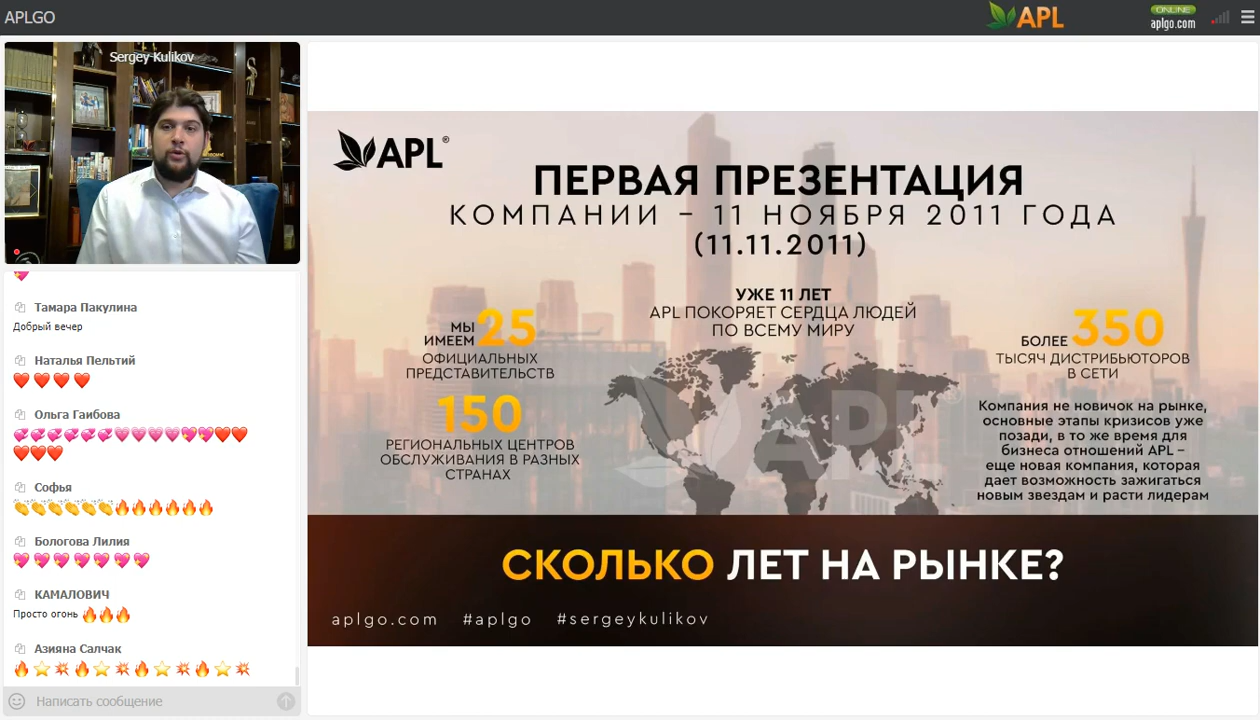 APLGO
APL
ONLINE
aplgo.com
Sergey Kulikov
Тамара Пакулина
Добрый вечер
Наталья Пельтий
Ольга Гаибова
Софья
Бологова Лилия
КАМАЛОВИЧ
Просто огонь
Азияна Салчак
Написать сообщение
APL®
ПЕРВАЯ ПРЕЗЕНТАЦИЯ
КОМПАНИИ – 11 НОЯБРЯ 2011 ГОДА
(11.11.2011)
УЖЕ 11 ЛЕТ
APL ПОКОРЯЕТ СЕРДЦА ЛЮДЕЙ
ПО ВСЕМУ МИРУ
МЫ
ИМЕЕМ 25
ОФИЦИАЛЬНЫХ
ПРЕДСТАВИТЕЛЬСТВ
150
РЕГИОНАЛЬНЫХ ЦЕНТРОВ
ОБСЛУЖИВАНИЯ В РАЗНЫХ
СТРАНАХ
APL®
БОЛЕЕ 350
ТЫСЯЧ ДИСТРИБЬЮТОРОВ
В СЕТИ
Компания не новичок на рынке,
основные этапы кризисов уже
позади, в то же время для
бизнеса отношений APL –
еще новая компания, которая
дает возможность зажигаться
новым звездам и расти лидерам
СКОЛЬКО ЛЕТ НА РЫНКЕ?
aplgo.com #aplgo #sergeykulikov